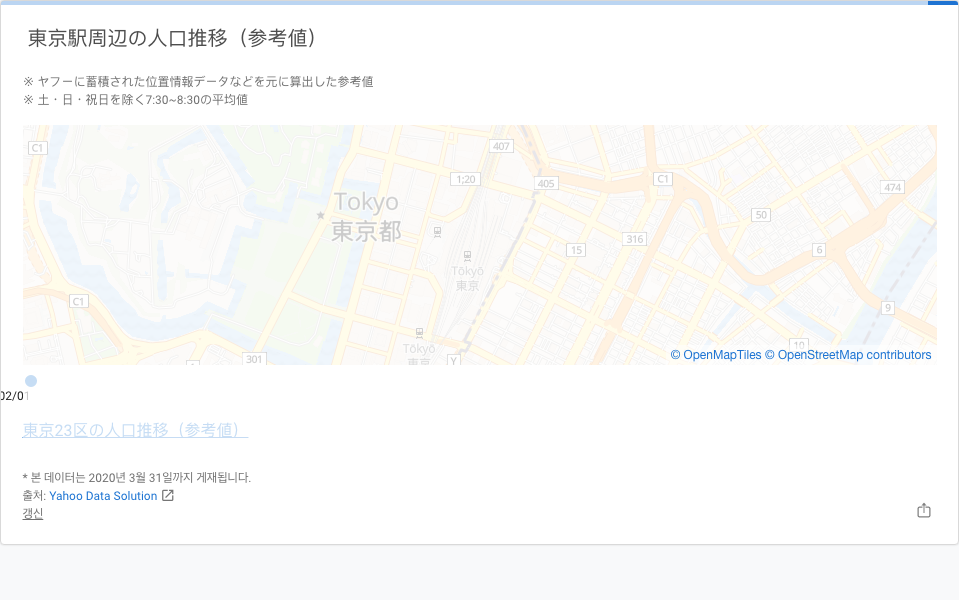 東京駅周辺の人口推移（参考値）
※ ヤフーに蓄積された位置情報データなどを元に算出した参考値
※ 土・日・祝日を除く7:30~8:30の平均値
C1
407
1;20
405
C1
474
Tokyo
東京都
50
316
15
6
Tōkyō
東京
C1
9
10
301
1
Tōkyō
東京
Y
© OpenMapTiles © OpenStreetMap contributors
02/01
東京23区の人口推移（参考値）
* 본 데이터는 2020년 3월 31일까지 게재됩니다.
출처: Yahoo Data Solution
갱신